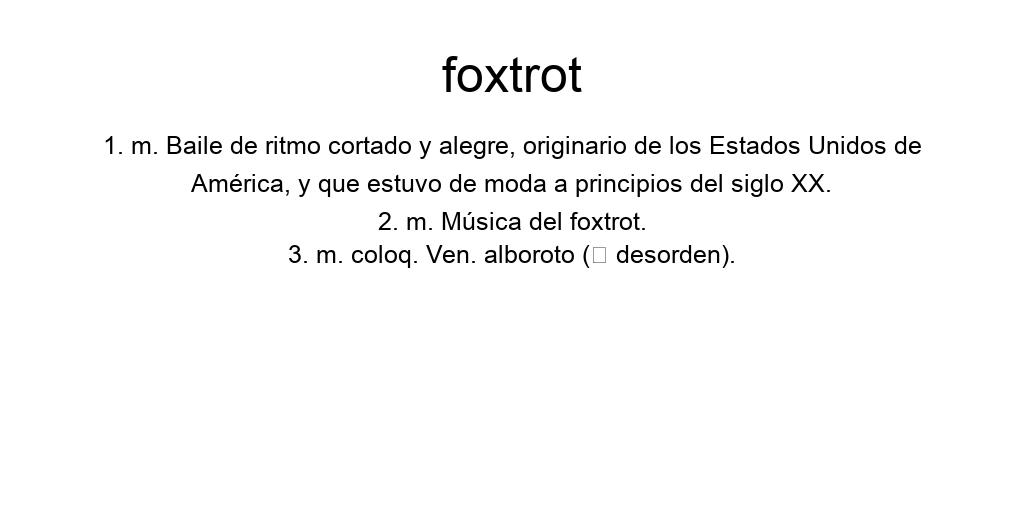 foxtrot
1. m. Baile de ritmo cortado y alegre, originario de los Estados Unidos de
América, y que estuvo de moda a principios del siglo XX.
2. m. Música del foxtrot.
3. m. coloq. Ven. alboroto (□ desorden).